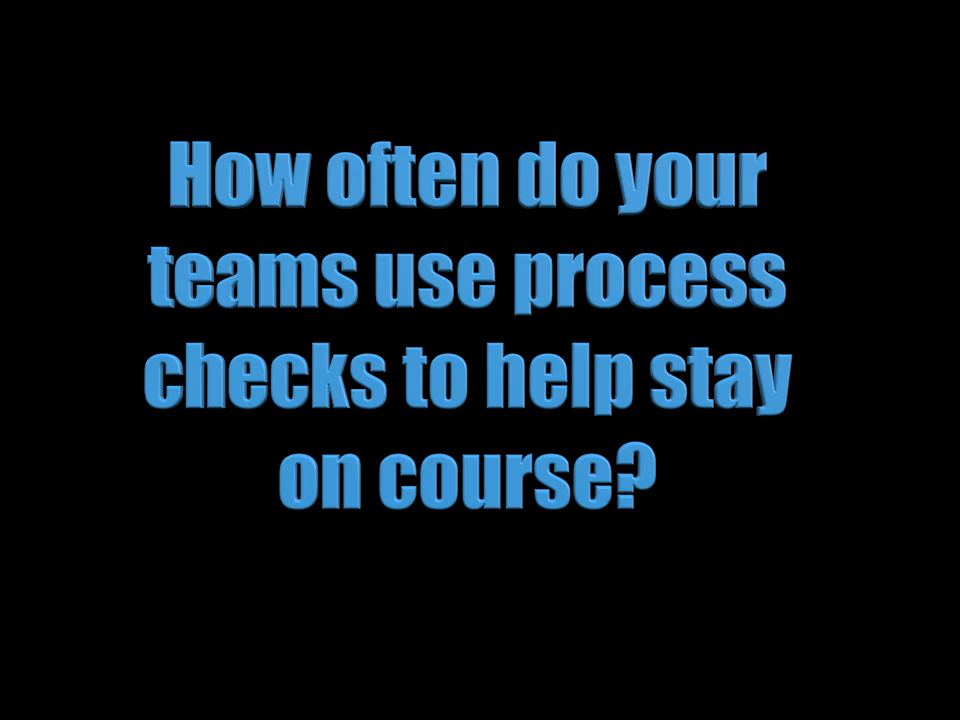 How often do your
teams use process
checks to help stay
on course?